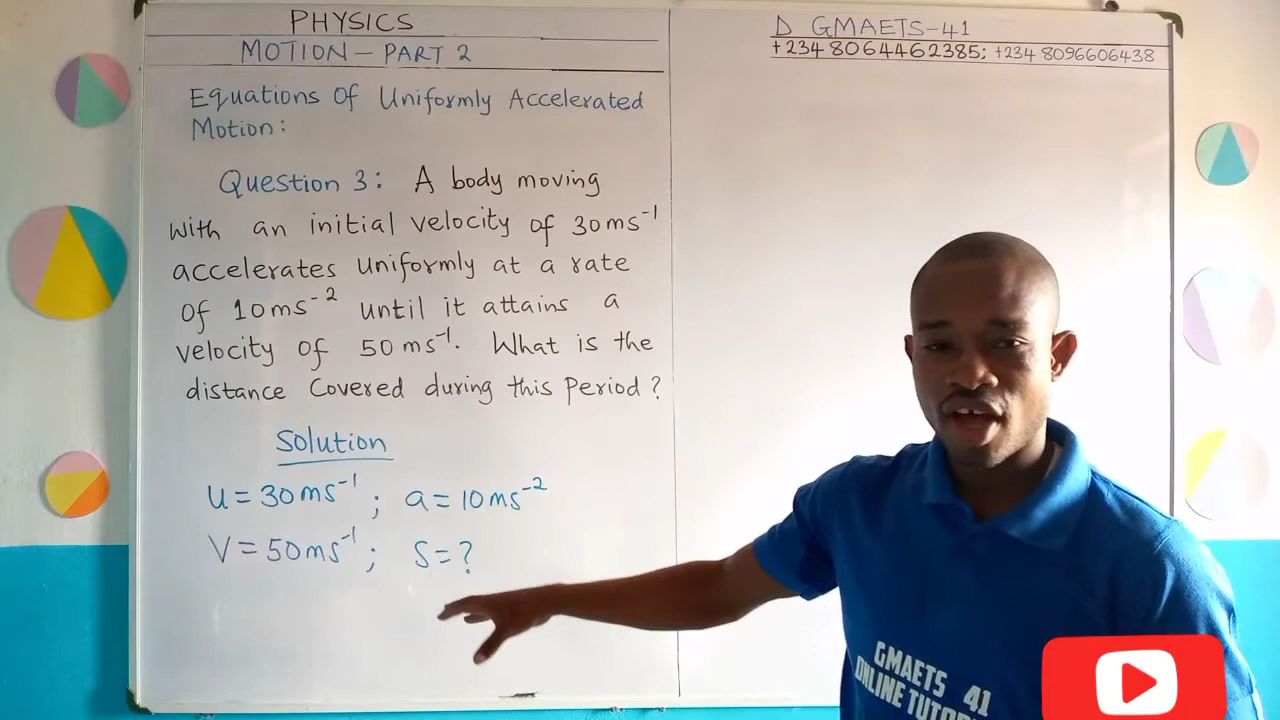 PHYSICS
MOTION - PART 2
Equations Of Uniformly Accelerated
Motion:
Question 3: A body moving
with an initial velocity of 30ms⁻¹
accelerates uniformly at a rate
of 10ms⁻² until it attains a
velocity of 50ms⁻¹. What is the
distance Covered during this Period?
Solution
u = 30ms⁻¹ ; a = 10ms⁻²
V = 50ms⁻¹ ; S = ?
D GMAETS-41
+234 8064462385; +234 8096606438
GMAETS 41
ONLINE